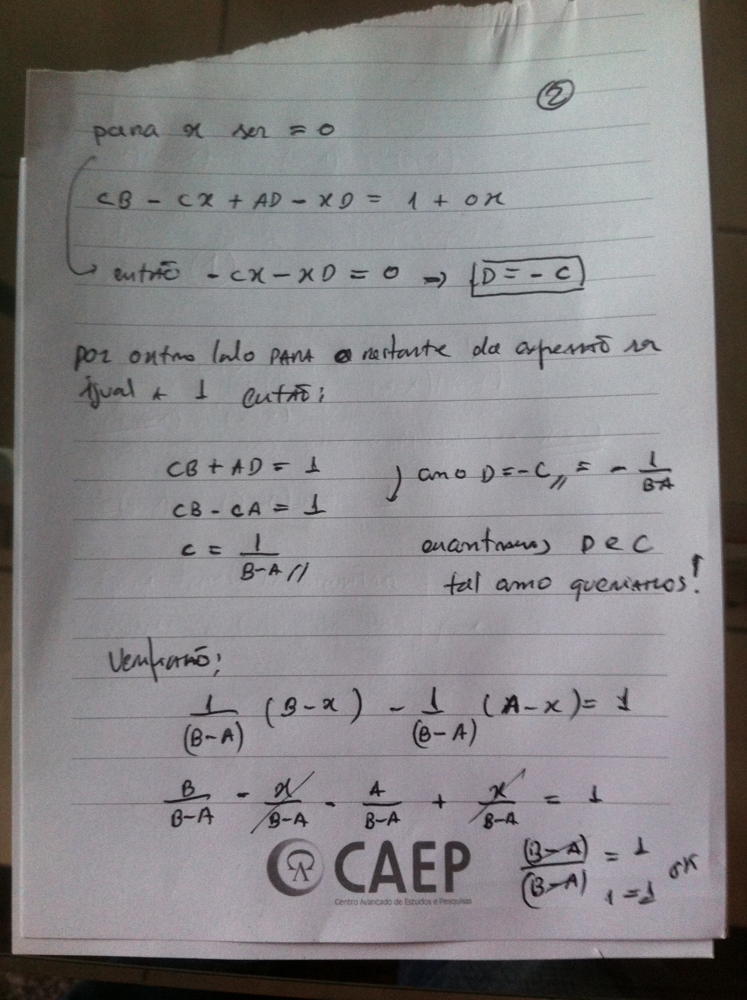 2
para x ser = 0
CB - CX + AD - XD = 1 + 0x
então - CX - XD = 0 => D = - C
por outro lado PARA o restante da expressão ser
igual A 1 então:
CB + AD = 1
como D = - C = - 1/(B-A)
CB - CA = 1
C = 1/(B-A)
encontramos D e C
tal como queriamos!
Verificação:
1/(B-A) (B-x) - 1/(B-A) (A-x) = 1
B/(B-A) - x/(B-A) - A/(B-A) + x/(B-A) = 1
(B-A)/(B-A) = 1
1 = 1 OK
CAEP
Centro Avançado de Estudos e Pesquisas